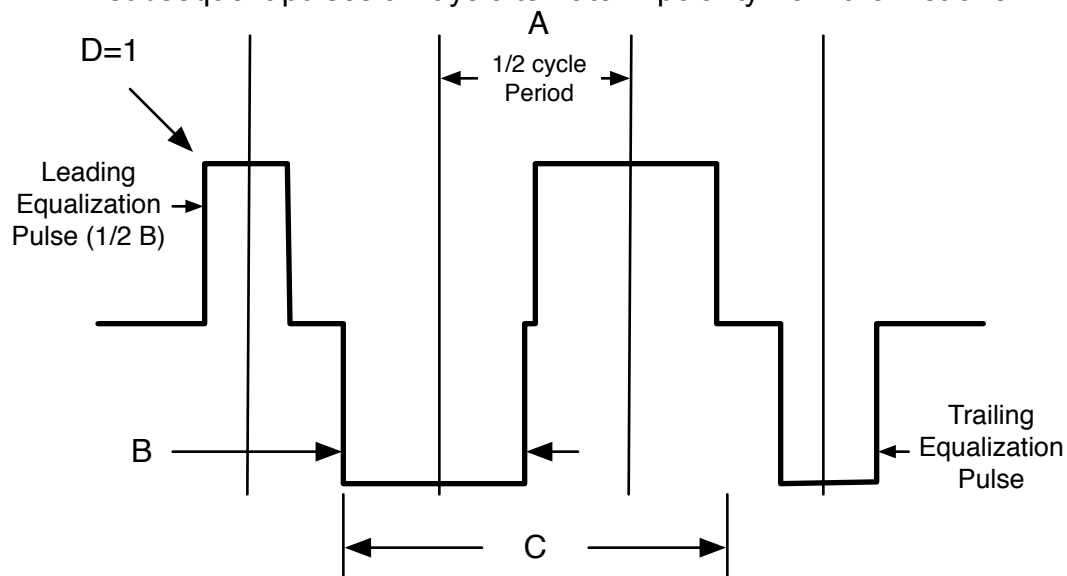 A
D=1
1/2 cycle
Period
Leading
Equalization
Pulse (1/2 B)
B
Trailing
Equalization
Pulse
C